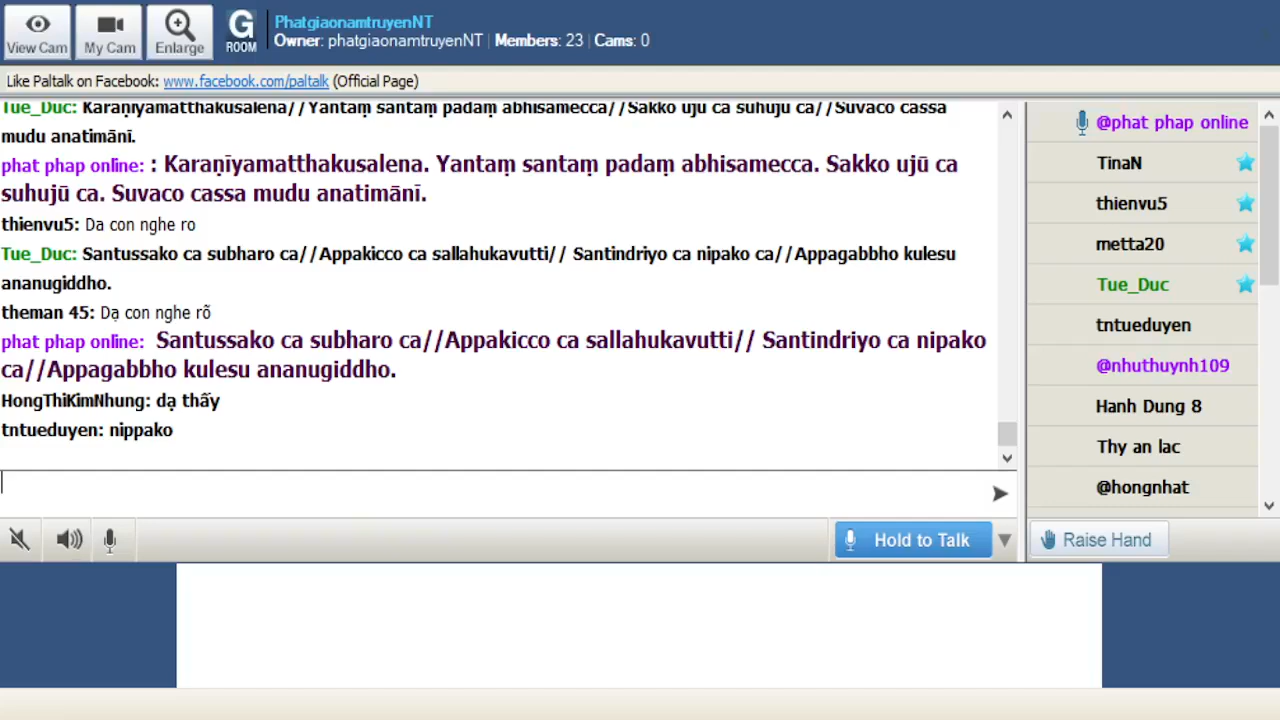 View Cam
My Cam
Enlarge
G
ROOM
PhatgiaonamtruyenNT
Owner: phatgiaonamtruyenNT | Members: 23 | Cams: 0
Like Paltalk on Facebook: www.facebook.com/paltalk (Official Page)
Tue_Duc: Karaṇīyamatthakusalena//Yantaṃ santaṃ padaṃ abhisamecca//Sakko ujū ca suhujū ca//Suvaco cassa
mudu anatimānī.
phat phap online: : Karaṇīyamatthakusalena. Yantaṃ santaṃ padaṃ abhisamecca. Sakko ujū ca
suhujū ca. Suvaco cassa mudu anatimānī.
thienvu5: Da con nghe ro
Tue_Duc: Santussako ca subharo ca//Appakicco ca sallahukavutti// Santindriyo ca nipako ca//Appagabbho kulesu
ananugiddho.
theman 45: Dạ con nghe rõ
phat phap online: Santussako ca subharo ca//Appakicco ca sallahukavutti// Santindriyo ca nipako
ca//Appagabbho kulesu ananugiddho.
HongThiKimNhung: dạ thấy
tntueduyen: nippako
@phat phap online
TinaN
thienvu5
metta20
Tue_Duc
tntueduyen
@nhuthuynh109
Hanh Dung 8
Thy an lac
@hongnhat
Hold to Talk
Raise Hand